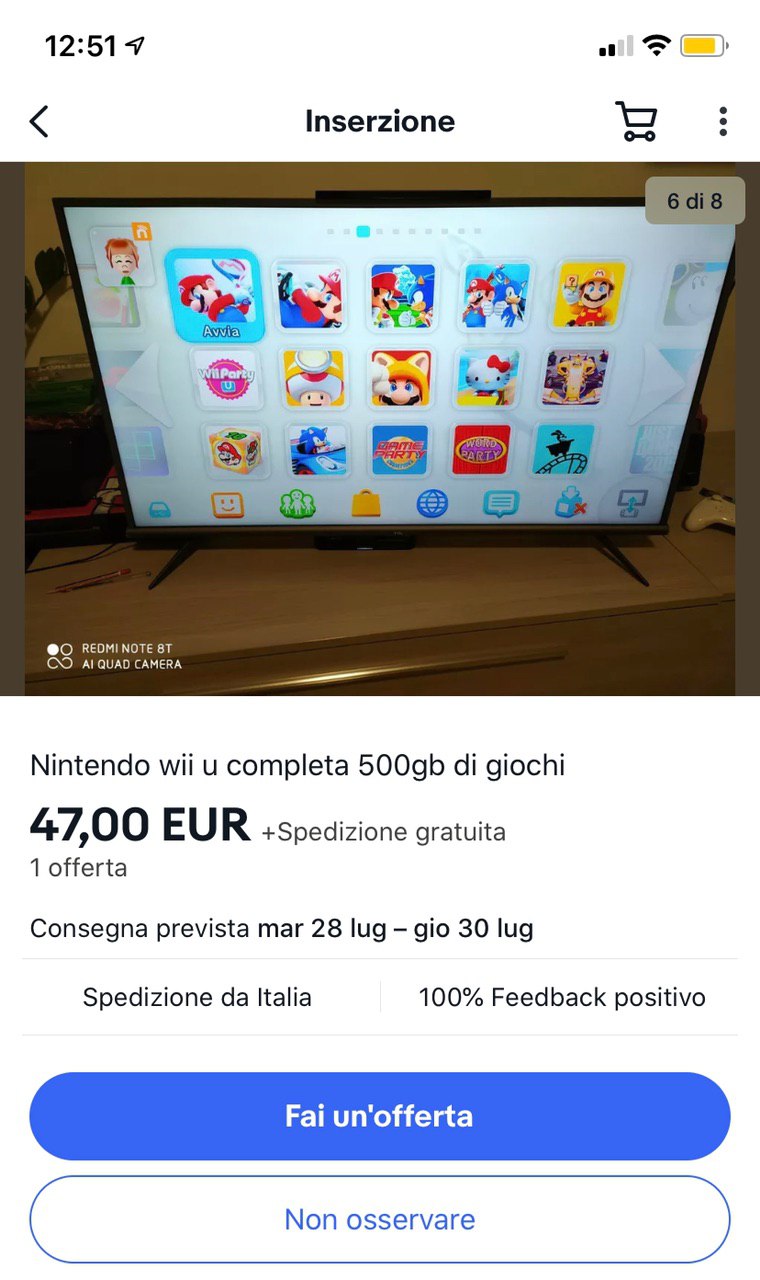 12:51
Inserzione
6 di 8
Avvia
Wii Party
U
GAME
PARTY
WORD
PARTY
REDMI NOTE 8T
AI QUAD CAMERA
Nintendo wii u completa 500gb di giochi
47,00 EUR +Spedizione gratuita
1 offerta
Consegna prevista mar 28 lug – gio 30 lug
Spedizione da Italia
100% Feedback positivo
Fai un'offerta
Non osservare